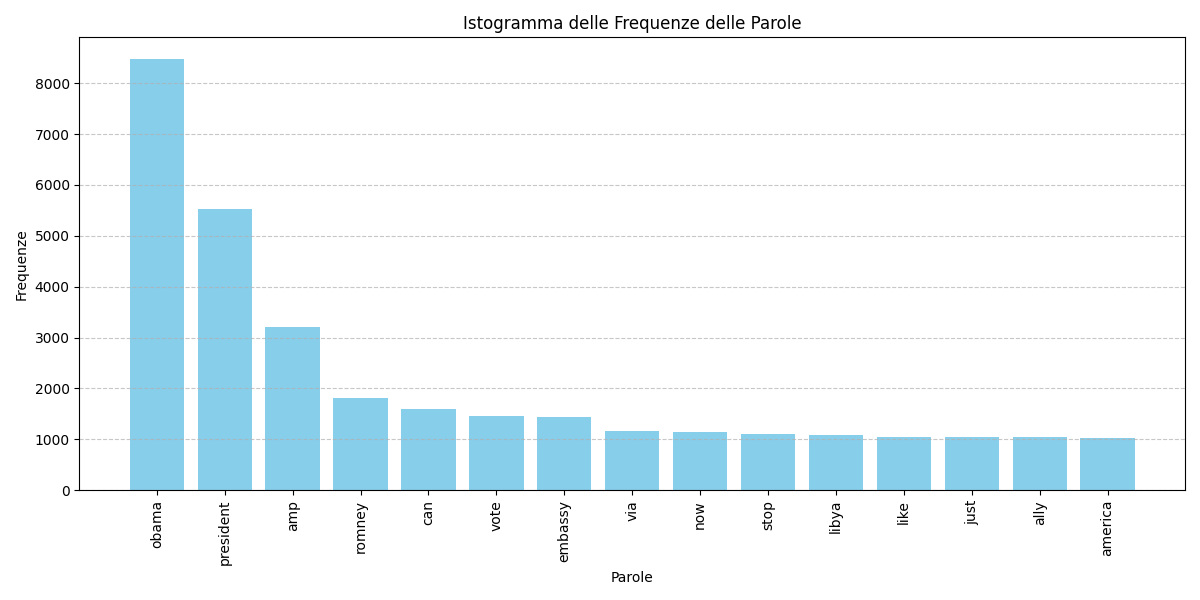 Istogramma delle Frequenze delle Parole
Frequenze
8000
7000
6000
5000
4000
3000
2000
1000
0
obama
president
amp
romney
can
vote
embassy
via
now
stop
libya
like
just
ally
america
Parole